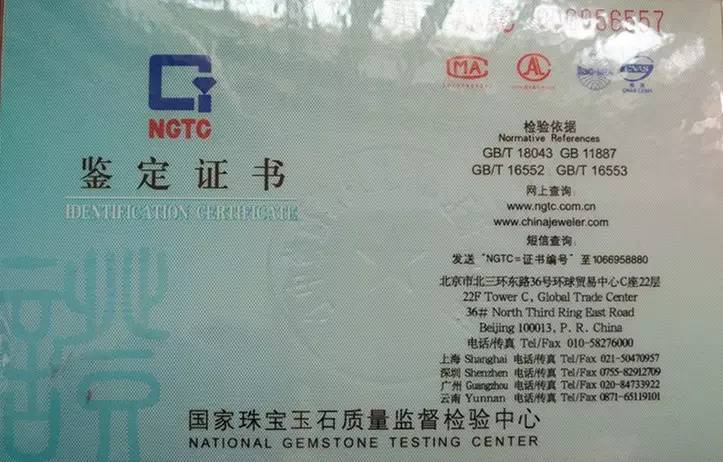 956557
NGTC
鉴定证书
IDENTIFICATION CERTIFICATE
MA
检验依据
Normative References
GB/T 18043 GB 11887
GB/T 16552 GB/T 16553
网上查询:
www.ngtc.com.cn
www.chinajeweler.com
短信查询:
发送“NGTC=证书编号”至1066958880
北京市北三环东路36号环球贸易中心C座22层
22F Tower C, Global Trade Center
36# North Third Ring East Road
Beijing 100013, P. R. China
电话/传真 Tel/Fax 010-58276000
上海 Shanghai 电话/传真 Tel/Fax 021-50470957
深圳 Shenzhen 电话/传真 Tel/Fax 0755-82912709
广州 Guangzhou 电话/传真 Tel/Fax 020-84733922
云南 Yunnan 电话/传真 Tel/Fax 0871-65119101
国家珠宝玉石质量监督检验中心
NATIONAL GEMSTONE TESTING CENTER